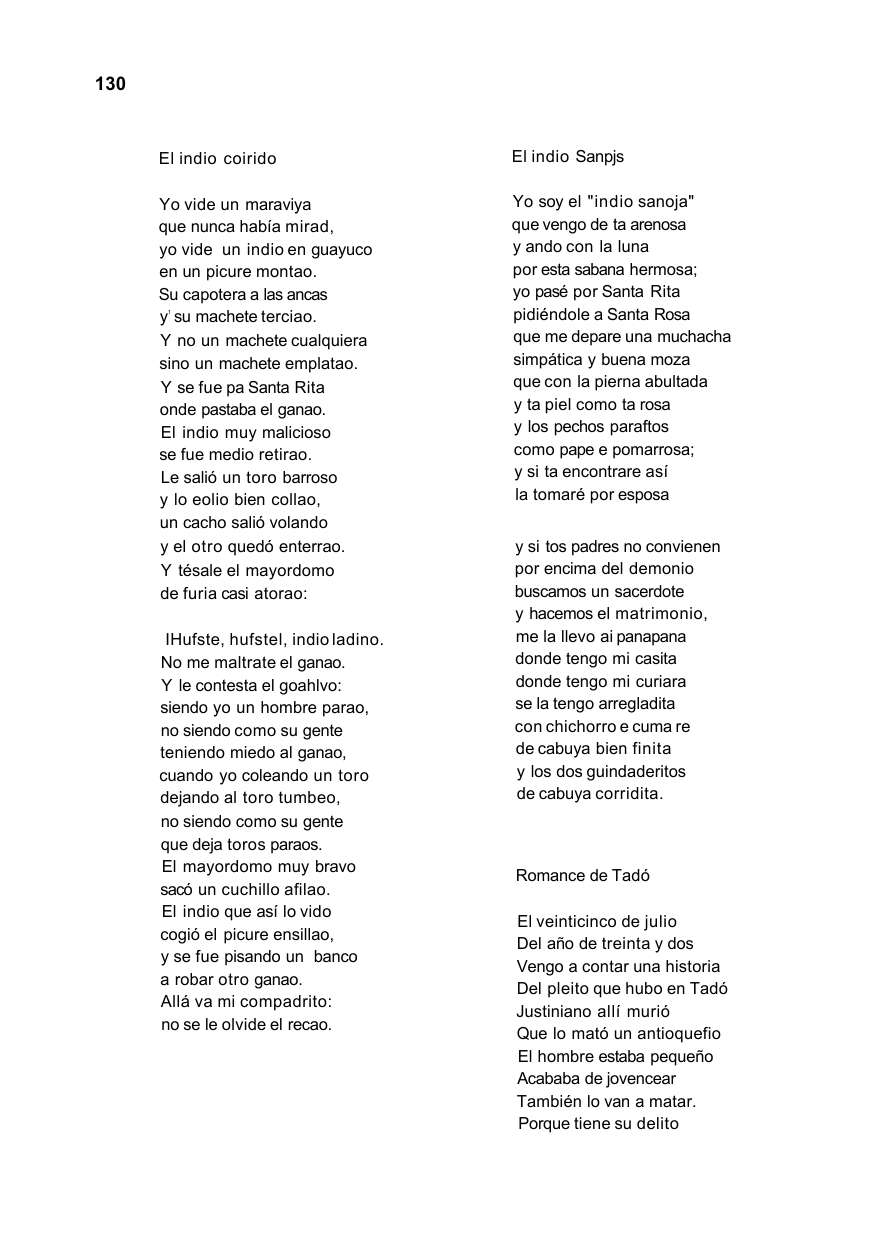 130
El indio coirido
Yo vide un maraviya
que nunca había mirad,
yo vide un indio en guayuco
en un picure montao.
Su capotera a las ancas
y' su machete terciao.
Y no un machete cualquiera
sino un machete emplatao.
Y se fue pa Santa Rita
onde pastaba el ganao.
El indio muy malicioso
se fue medio retirao.
Le salió un toro barroso
y lo eolio bien collao,
un cacho salió volando
y el otro quedó enterrao.
Y tésale el mayordomo
de furia casi atorao:
IHufste, hufstel, indio ladino.
No me maltrate el ganao.
Y le contesta el goahlvo:
siendo yo un hombre parao,
no siendo como su gente
teniendo miedo al ganao,
cuando yo coleando un toro
dejando al toro tumbeo,
no siendo como su gente
que deja toros paraos.
El mayordomo muy bravo
sacó un cuchillo afilao.
El indio que así lo vido
cogió el picure ensillao,
y se fue pisando un banco
a robar otro ganao.
Allá va mi compadrito:
no se le olvide el recao.
El indio Sanpjs
Yo soy el "indio sanoja"
que vengo de ta arenosa
y ando con la luna
por esta sabana hermosa;
yo pasé por Santa Rita
pidiéndole a Santa Rosa
que me depare una muchacha
simpática y buena moza
que con la pierna abultada
y ta piel como ta rosa
y los pechos paraftos
como pape e pomarrosa;
y si ta encontrare así
la tomaré por esposa
y si tos padres no convienen
por encima del demonio
buscamos un sacerdote
y hacemos el matrimonio,
me la llevo ai panapana
donde tengo mi casita
donde tengo mi curiara
se la tengo arregladita
con chichorro e cuma re
de cabuya bien finita
y los dos guindaderitos
de cabuya corridita.
Romance de Tadó
El veinticinco de julio
Del año de treinta y dos
Vengo a contar una historia
Del pleito que hubo en Tadó
Justiniano allí murió
Que lo mató un antioquefio
El hombre estaba pequeño
Acababa de jovencear
También lo van a matar.
Porque tiene su delito